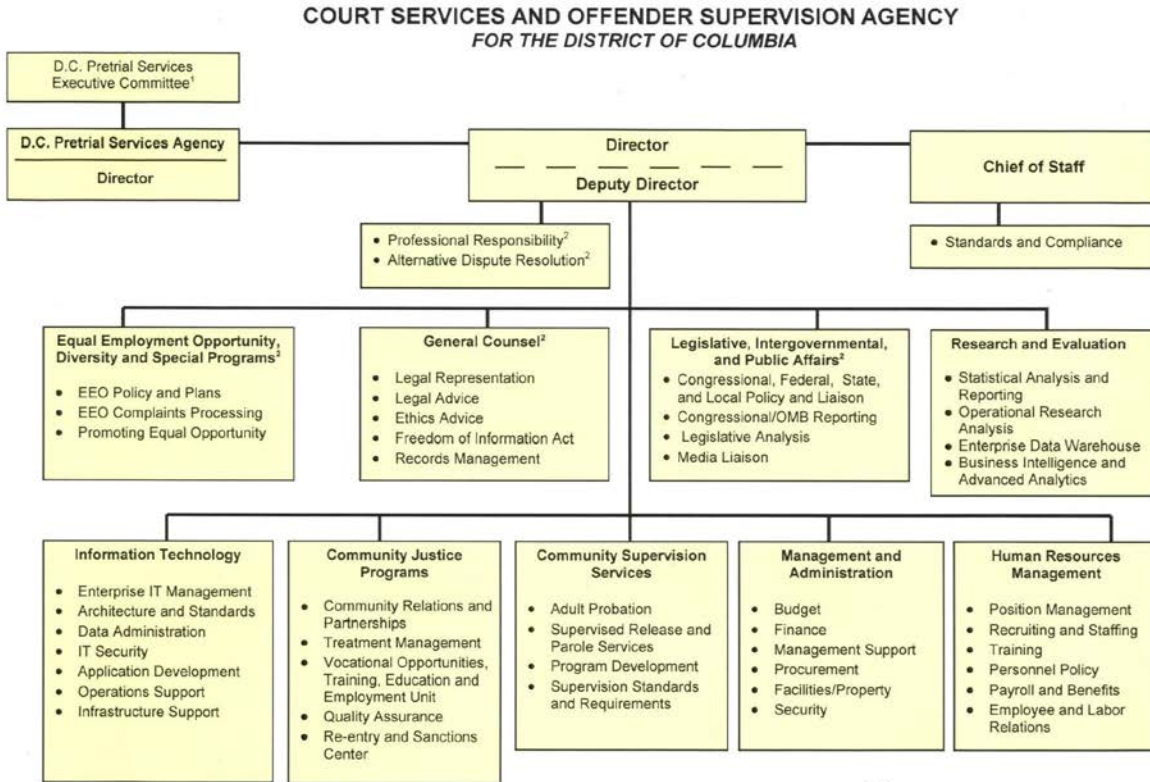 COURT SERVICES AND OFFENDER SUPERVISION AGENCY
FOR THE DISTRICT OF COLUMBIA
D.C. Pretrial Services
Executive Committee¹
D.C. Pretrial Services Agency
Director
Director
Deputy Director
Chief of Staff
• Professional Responsibility²
• Alternative Dispute Resolution²
• Standards and Compliance
Equal Employment Opportunity,
Diversity and Special Programs²
• EEO Policy and Plans
• EEO Complaints Processing
• Promoting Equal Opportunity
General Counsel²
• Legal Representation
• Legal Advice
• Ethics Advice
• Freedom of Information Act
• Records Management
Legislative, Intergovernmental,
and Public Affairs²
• Congressional, Federal, State,
and Local Policy and Liaison
• Congressional/OMB Reporting
• Legislative Analysis
• Media Liaison
Research and Evaluation
• Statistical Analysis and
Reporting
• Operational Research
Analysis
• Enterprise Data Warehouse
• Business Intelligence and
Advanced Analytics
Information Technology
• Enterprise IT Management
• Architecture and Standards
• Data Administration
• IT Security
• Application Development
• Operations Support
• Infrastructure Support
Community Justice
Programs
• Community Relations and
Partnerships
• Treatment Management
• Vocational Opportunities,
Training, Education and
Employment Unit
• Quality Assurance
• Re-entry and Sanctions
Center
Community Supervision
Services
• Adult Probation
• Supervised Release and
Parole Services
• Program Development
• Supervision Standards
and Requirements
Management and
Administration
• Budget
• Finance
• Management Support
• Procurement
• Facilities/Property
• Security
Human Resources
Management
• Position Management
• Recruiting and Staffing
• Training
• Personnel Policy
• Payroll and Benefits
• Employee and Labor
Relations